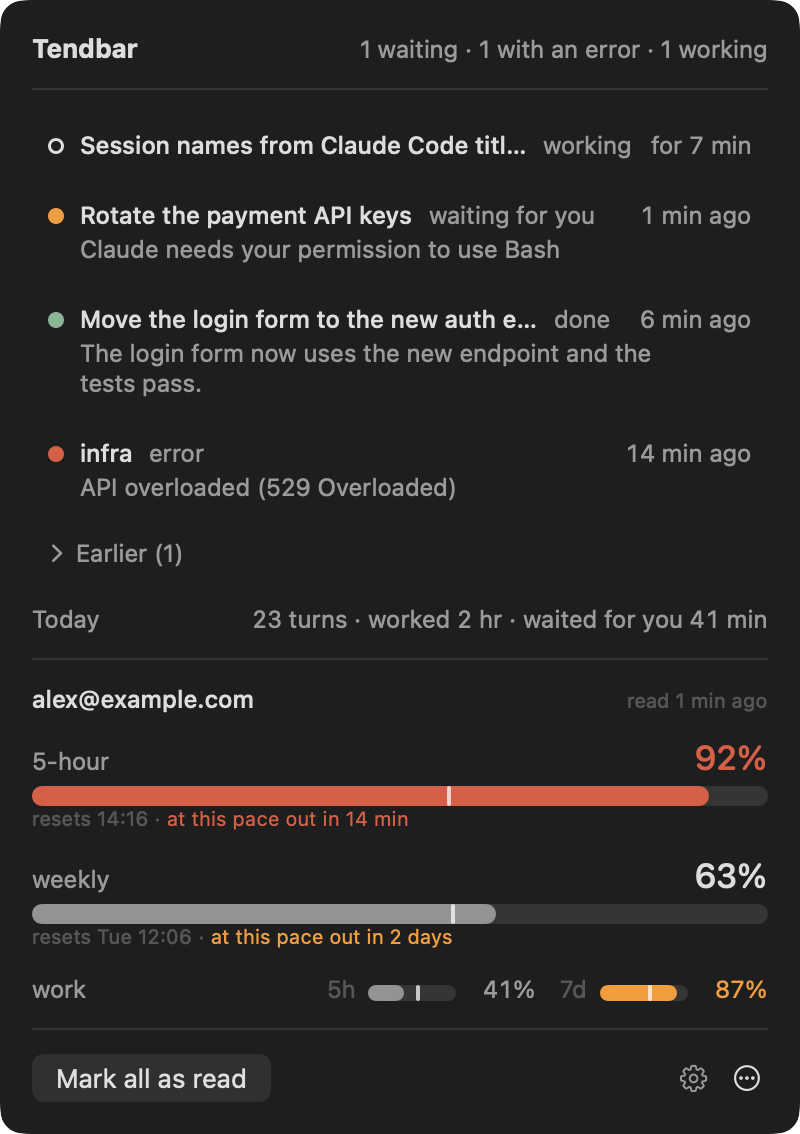 Tendbar 1 waiting · 1 with an error · 1 working
Session names from Claude Code titl... working for 7 min
Rotate the payment API keys waiting for you 1 min ago
Claude needs your permission to use Bash
Move the login form to the new auth e... done 6 min ago
The login form now uses the new endpoint and the
tests pass.
infra error 14 min ago
API overloaded (529 Overloaded)
Earlier (1)
Today 23 turns · worked 2 hr · waited for you 41 min
alex@example.com read 1 min ago
5-hour 92%
resets 14:16 · at this pace out in 14 min
weekly 63%
resets Tue 12:06 · at this pace out in 2 days
work 5h 41% 7d 87%
Mark all as read